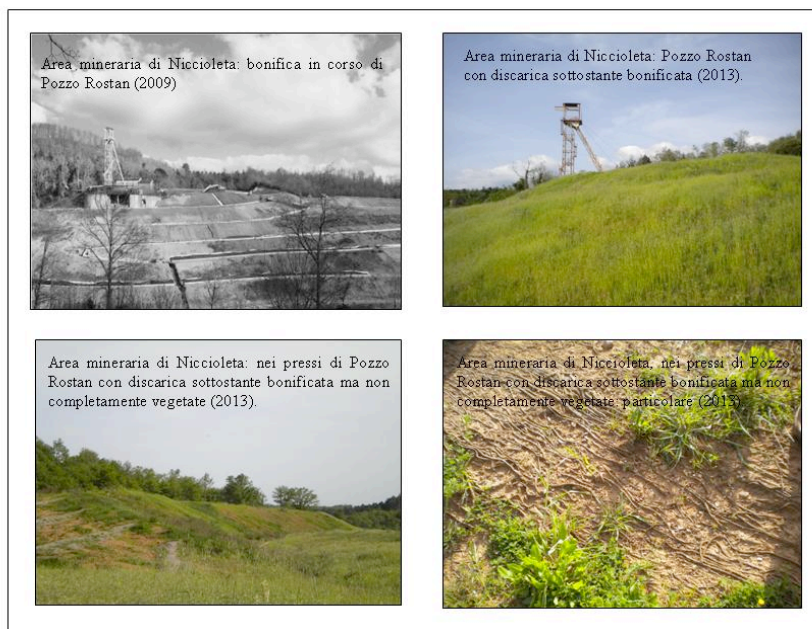 Area mineraria di Niccioleta: bonifica in corso di
Pozzo Rostan (2009)
Area mineraria di Niccioleta: Pozzo Rostan
con discarica sottostante bonificata (2013).
Area mineraria di Niccioleta: nei pressi di Pozzo
Rostan con discarica sottostante bonificata ma non
completamente vegetate (2013).
Area mineraria di Niccioleta, nei pressi di Pozzo
Rostan con discarica sottostante bonificata ma non
completamente vegetate particolare (2013).